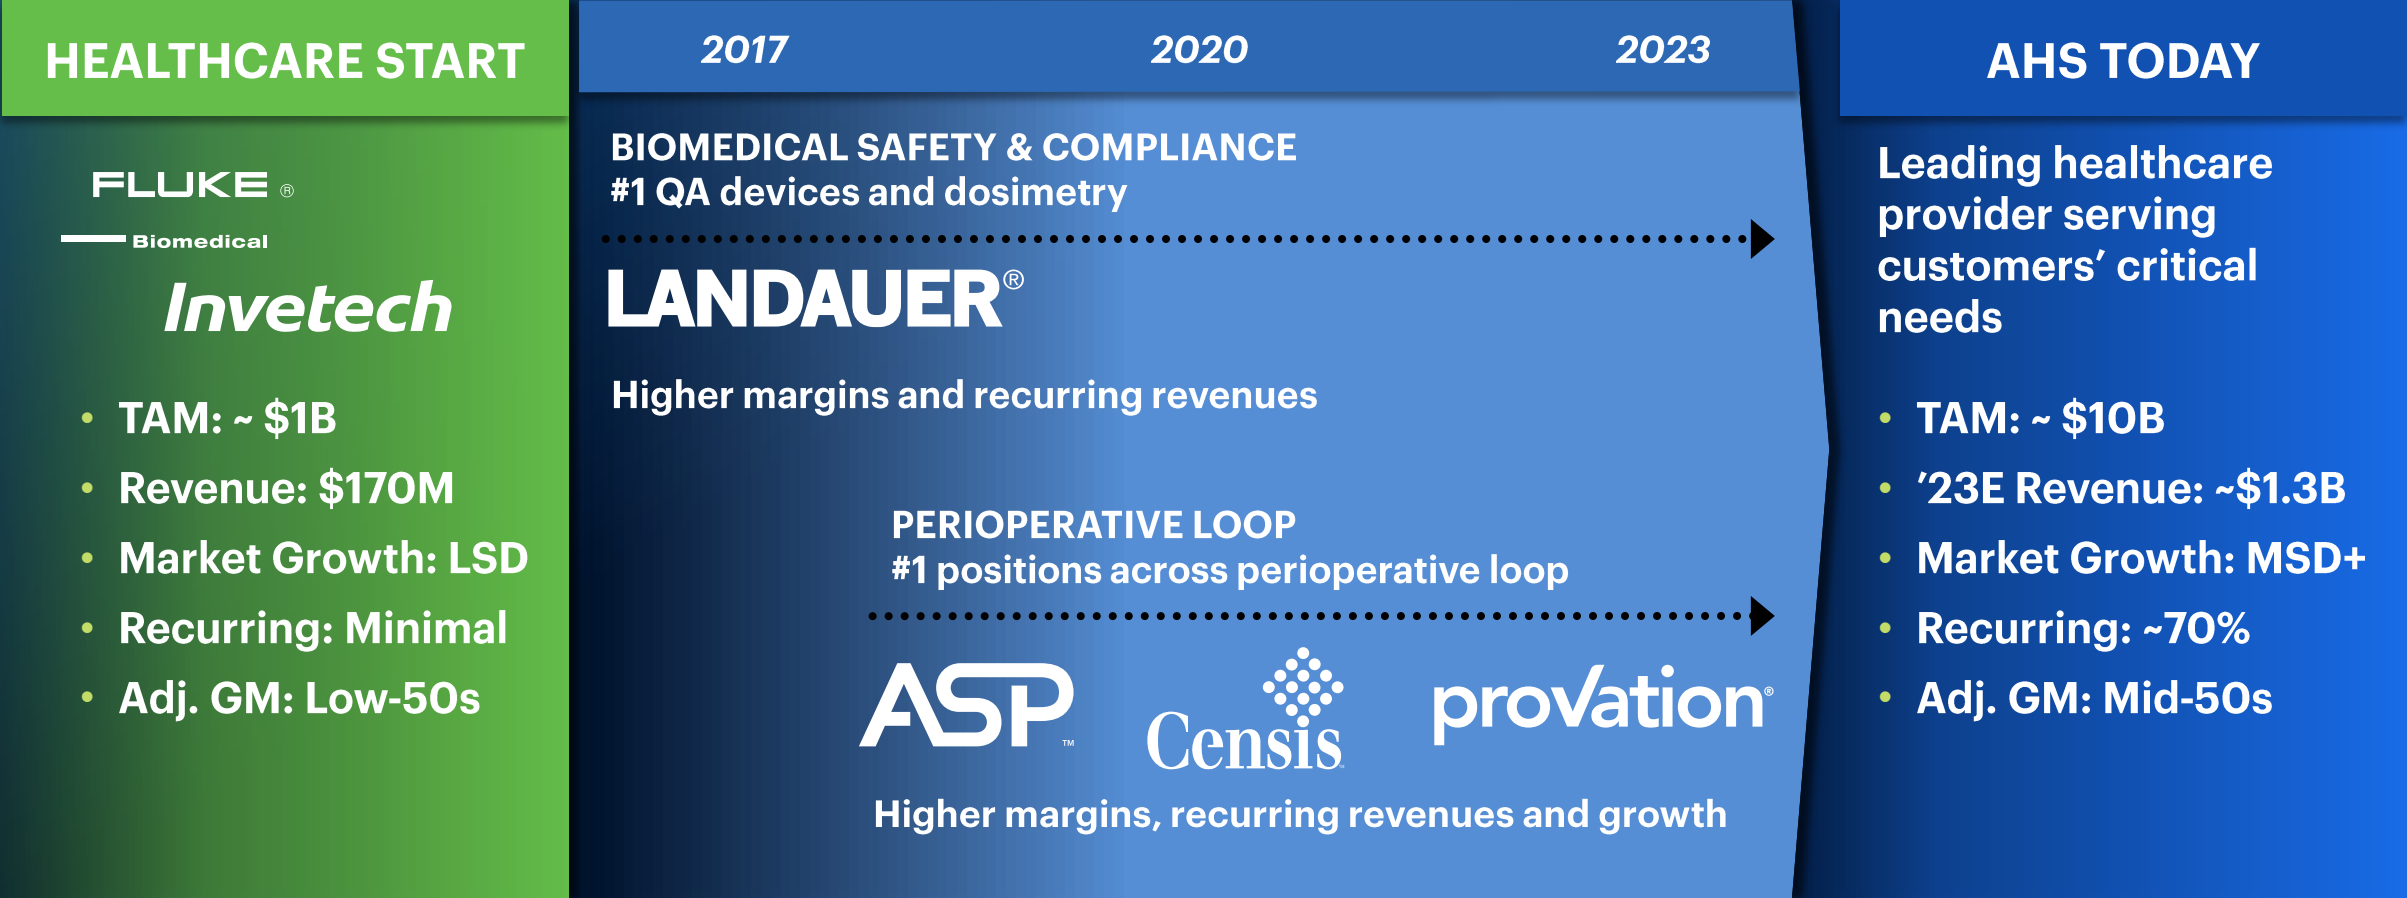 HEALTHCARE START
FLUKE ®
Biomedical
Invetech
• TAM: ~ $1B
• Revenue: $170M
• Market Growth: LSD
• Recurring: Minimal
• Adj. GM: Low-50s
2017 2020 2023
BIOMEDICAL SAFETY & COMPLIANCE
#1 QA devices and dosimetry
LANDAUER®
Higher margins and recurring revenues
PERIOPERATIVE LOOP
#1 positions across perioperative loop
ASP™ Censis provation®
Higher margins, recurring revenues and growth
AHS TODAY
Leading healthcare
provider serving
customers’ critical
needs
• TAM: ~ $10B
• ’23E Revenue: ~$1.3B
• Market Growth: MSD+
• Recurring: ~70%
• Adj. GM: Mid-50s